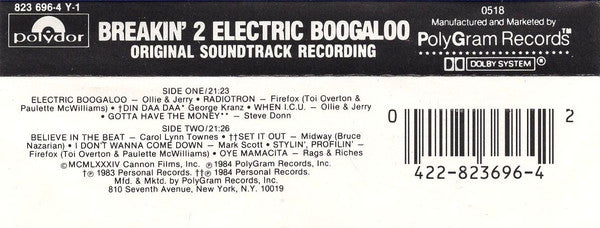 823 696-4 Y-1
polydor
BREAKIN' 2 ELECTRIC BOOGALOO
ORIGINAL SOUNDTRACK RECORDING
0518
Manufactured and Marketed by
PolyGram Records™
DOLBY SYSTEM®
SIDE ONE/21:23
ELECTRIC BOOGALOO – Ollie & Jerry • RADIOTRON – Firefox (Toi Overton &
Paulette McWilliams) • †DIN DAA DAA* George Kranz • WHEN I.C.U. – Ollie & Jerry
• GOTTA HAVE THE MONEY** – Steve Donn
SIDE TWO/21:26
BELIEVE IN THE BEAT – Carol Lynn Townes • ††SET IT OUT – Midway (Bruce
Nazarian) • I DON'T WANNA COME DOWN – Mark Scott • STYLIN', PROFILIN' –
Firefox (Toi Overton & Paulette McWilliams) • OYE MAMACITA – Rags & Riches
©MCMLXXXIV Cannon Films, Inc. ℗1984 PolyGram Records, Inc.
†℗ 1983 Personal Records. ††℗ 1984 Personal Records.
Mfd. & Mktd. by PolyGram Records, Inc.
810 Seventh Avenue, New York, N.Y. 10019
0 2
422-823696-4